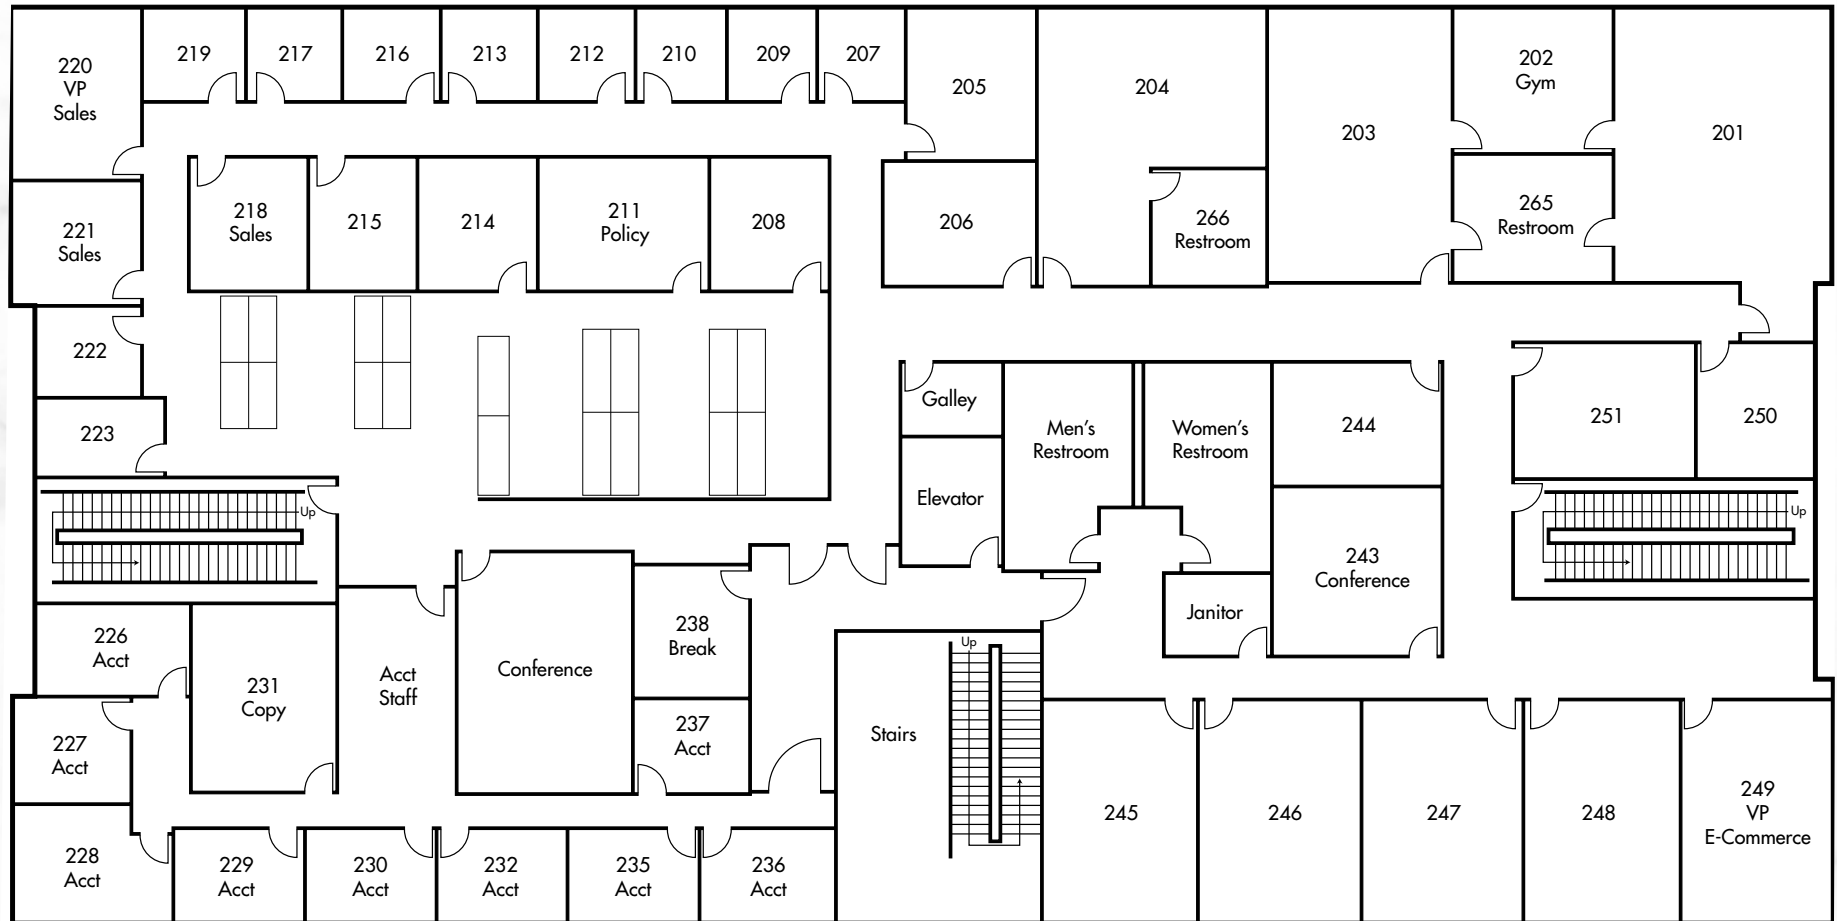 219
217
216
213
212
210
209
207
220
VP
Sales
205
204
203
202
Gym
201
221
Sales
218
Sales
215
214
211
Policy
208
206
266
Restroom
265
Restroom
222
223
Galley
Men's
Restroom
Women's
Restroom
244
251
250
Elevator
Up
Up
243
Conference
226
Acct
231
Copy
Acct
Staff
Conference
238
Break
Janitor
Up
227
Acct
237
Acct
Stairs
228
Acct
229
Acct
230
Acct
232
Acct
235
Acct
236
Acct
245
246
247
248
249
VP
E-Commerce